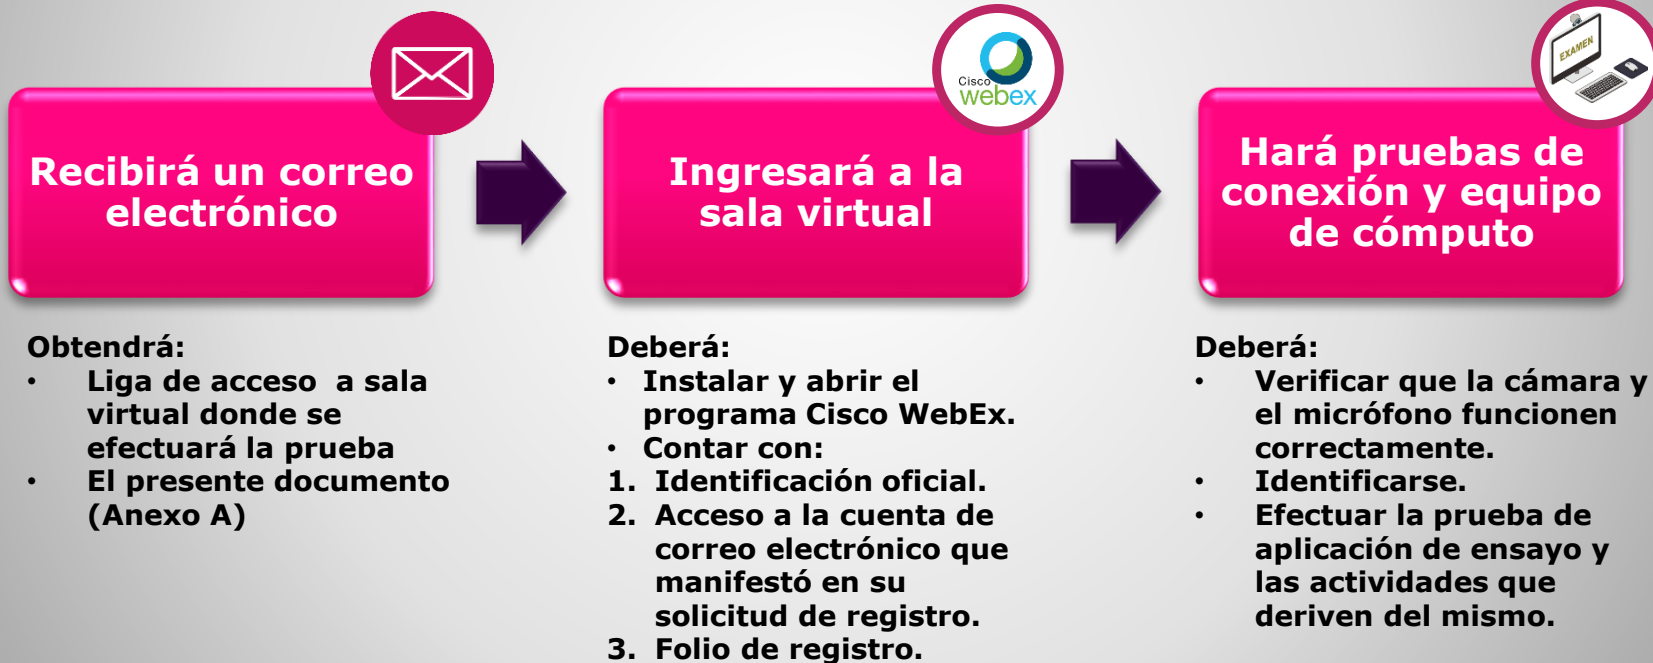 Recibirá un correo
electrónico
Obtendrá:
• Liga de acceso a sala
virtual donde se
efectuará la prueba
• El presente documento
(Anexo A)
Cisco
webex
Ingresará a la
sala virtual
Deberá:
• Instalar y abrir el
programa Cisco WebEx.
• Contar con:
1. Identificación oficial.
2. Acceso a la cuenta de
correo electrónico que
manifestó en su
solicitud de registro.
3. Folio de registro.
EXAMEN
Hará pruebas de
conexión y equipo
de cómputo
Deberá:
• Verificar que la cámara y
el micrófono funcionen
correctamente.
• Identificarse.
• Efectuar la prueba de
aplicación de ensayo y
las actividades que
deriven del mismo.